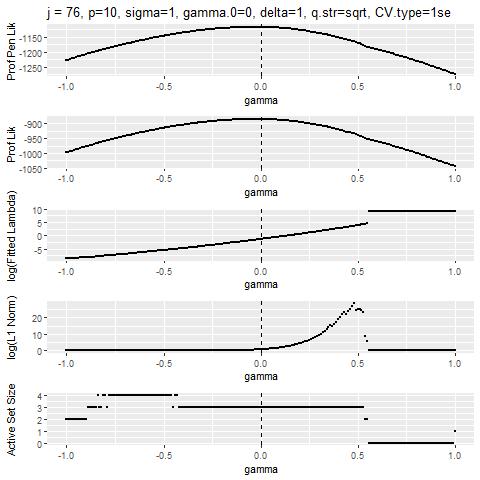 j = 76, p=10, sigma=1, gamma.0=0, delta=1, q.str=sqrt, CV.type=1se
Prof Pen Lik
-1150
-1200
-1250
-1.0 -0.5 0.0 0.5 1.0
gamma
Prof Lik
-900
-950
-1000
-1050
-1.0 -0.5 0.0 0.5 1.0
gamma
log(Fitted Lambda)
10
5
0
-5
-1.0 -0.5 0.0 0.5 1.0
gamma
log(L1 Norm)
20
10
0
-1.0 -0.5 0.0 0.5 1.0
gamma
Active Set Size
4
3
2
1
0
-1.0 -0.5 0.0 0.5 1.0
gamma